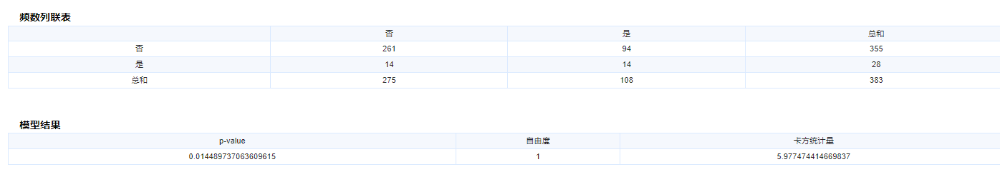 频数列联表
否 是 总和
否 261 94 355
是 14 14 28
总和 275 108 383
模型结果
p-value 自由度 卡方统计量
0.014489737063609615 1 5.977474414669837